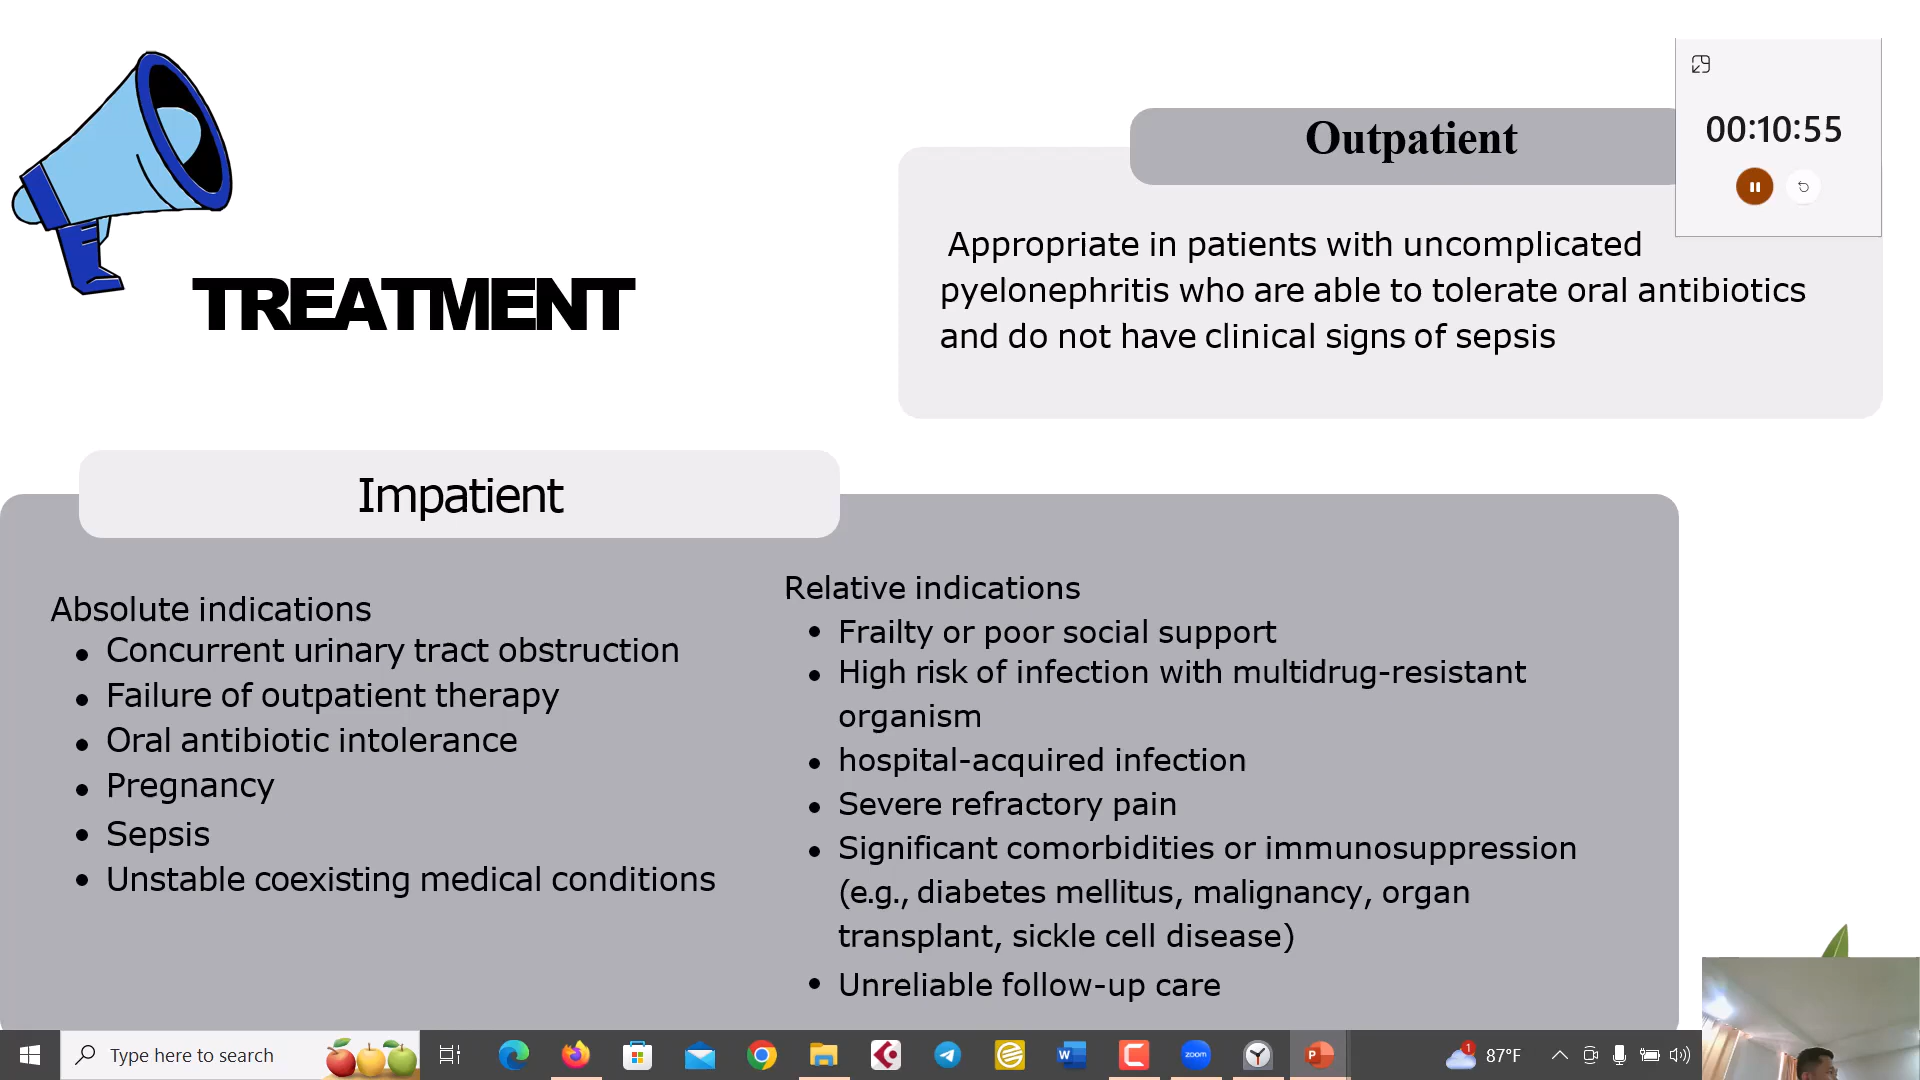 00:10:55
Outpatient
Appropriate in patients with uncomplicated
pyelonephritis who are able to tolerate oral antibiotics
and do not have clinical signs of sepsis
TREATMENT
Impatient
Absolute indications
• Concurrent urinary tract obstruction
• Failure of outpatient therapy
• Oral antibiotic intolerance
• Pregnancy
• Sepsis
• Unstable coexisting medical conditions
Relative indications
• Frailty or poor social support
• High risk of infection with multidrug-resistant
organism
• hospital-acquired infection
• Severe refractory pain
• Significant comorbidities or immunosuppression
(e.g., diabetes mellitus, malignancy, organ
transplant, sickle cell disease)
• Unreliable follow-up care
Type here to search
W
zoom
P
1
87°F